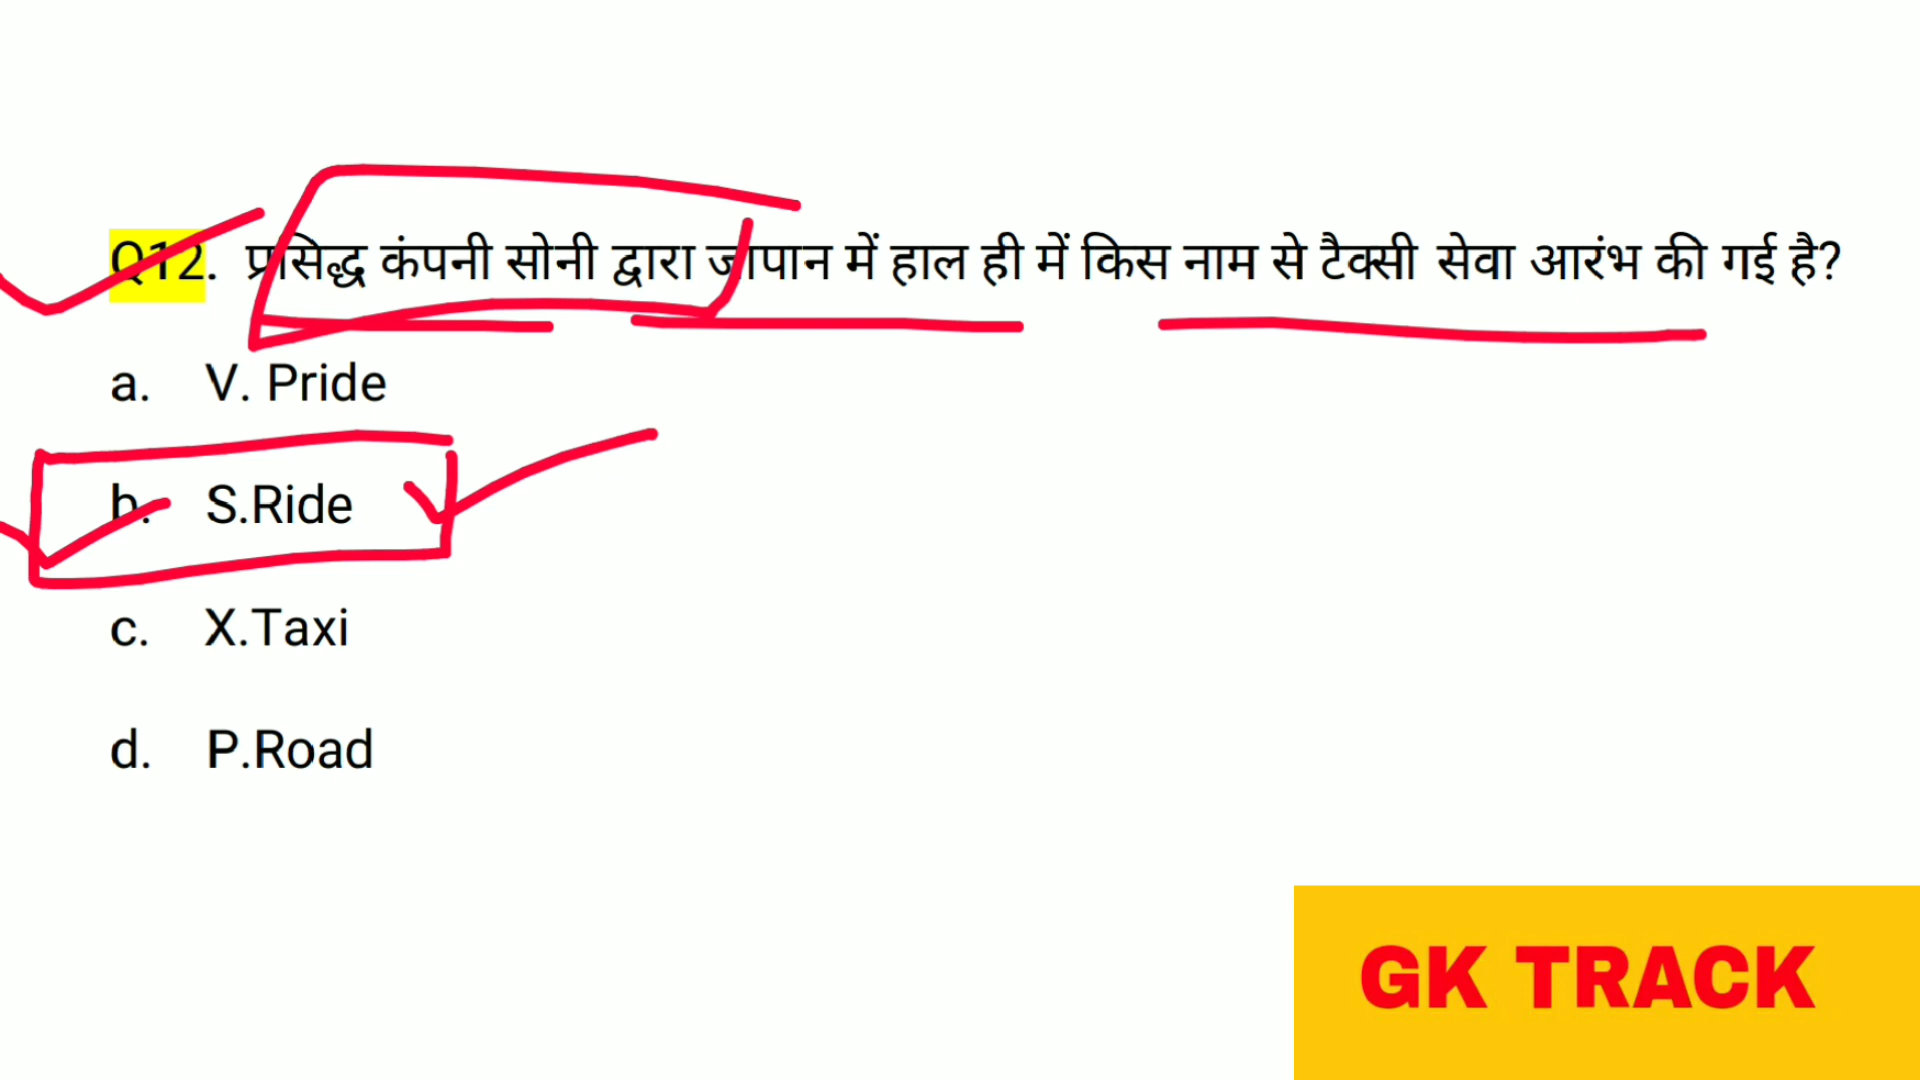 Q12. प्रसिद्ध कंपनी सोनी द्वारा जापान में हाल ही में किस नाम से टैक्सी सेवा आरंभ की गई है?
a. V. Pride
b. S.Ride
c. X.Taxi
d. P.Road
GK TRACK